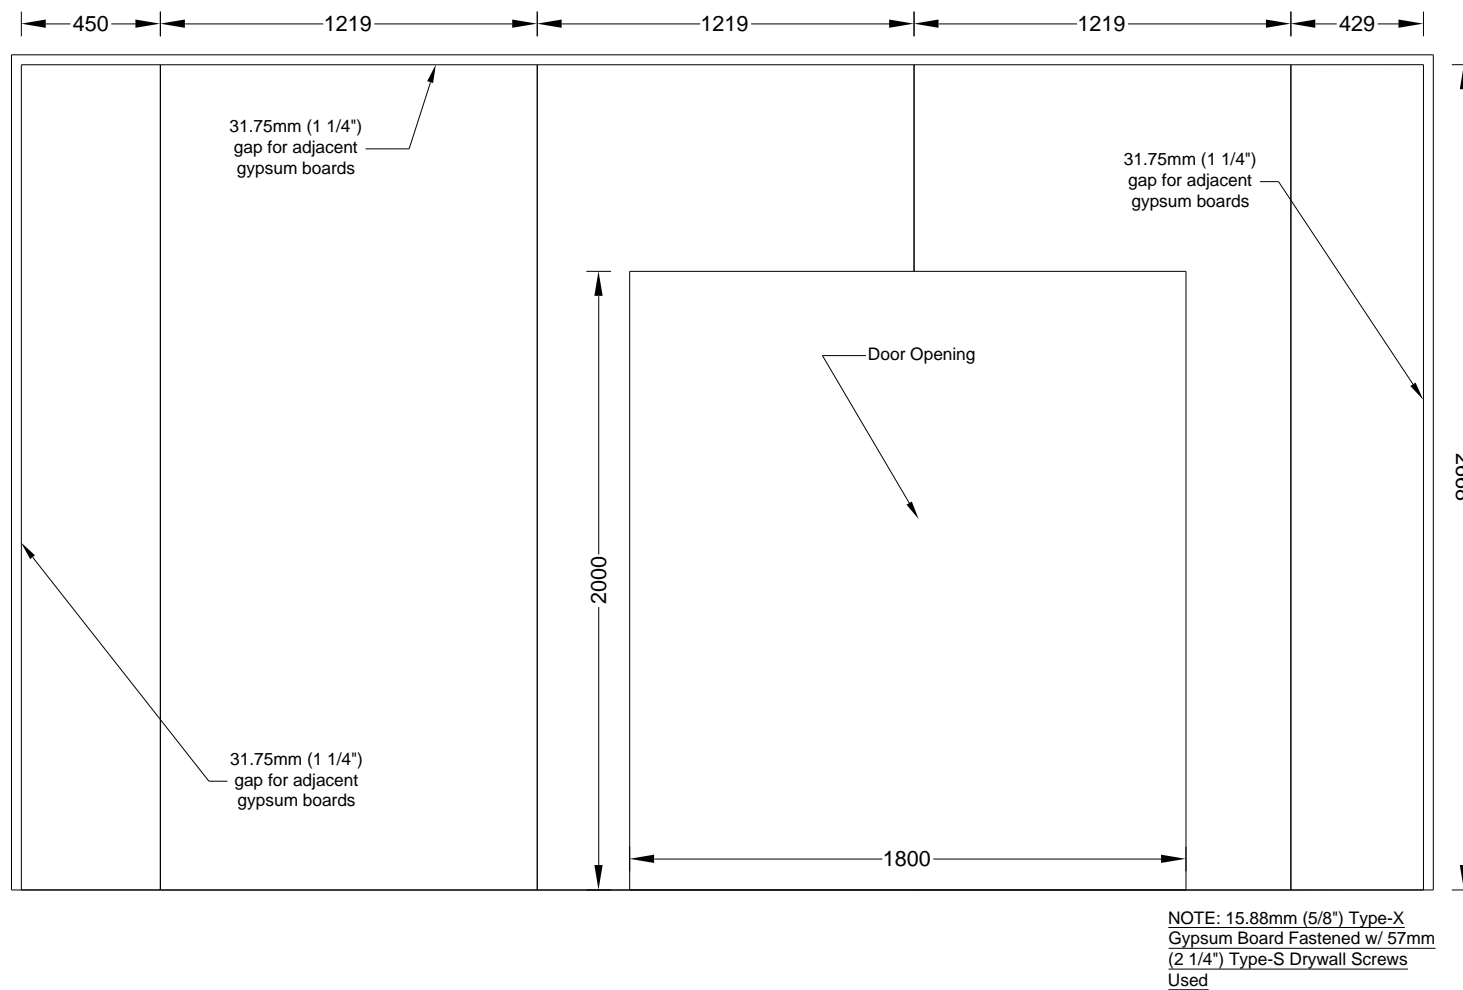 450
1219
1219
1219
429
31.75mm (1 1/4")
gap for adjacent
gypsum boards
31.75mm (1 1/4")
gap for adjacent
gypsum boards
Door Opening
2000
31.75mm (1 1/4")
gap for adjacent
gypsum boards
1800
NOTE: 15.88mm (5/8") Type-X
Gypsum Board Fastened w/ 57mm
(2 1/4") Type-S Drywall Screws
Used